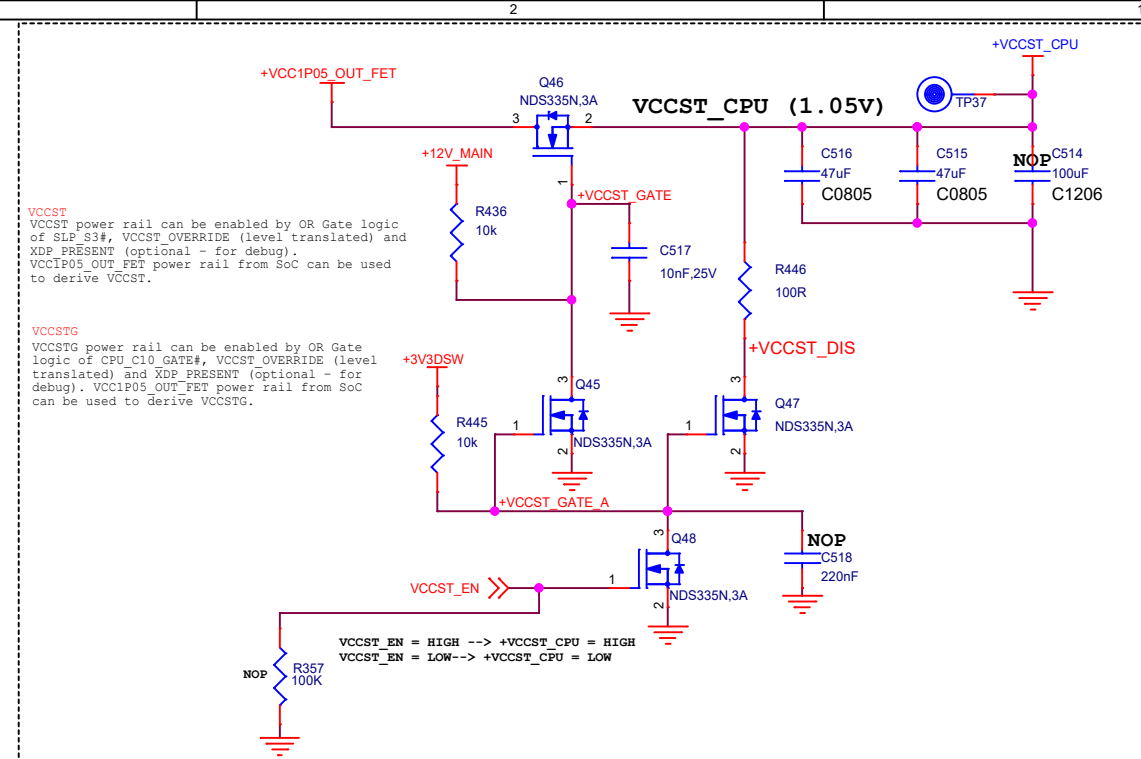 2
1
+VCCST_CPU
+VCC1P05_OUT_FET
Q46
NDS335N,3A
VCCST_CPU (1.05V)
TP37
3
2
1
+12V_MAIN
+VCCST_GATE
C516
47uF
C0805
C515
47uF
C0805
NOP
C514
100uF
C1206
R436
10k
C517
10nF,25V
R446
100R
VCCST
VCCST power rail can be enabled by OR Gate logic
of SLP_S3#, VCCST_OVERRIDE (level translated) and
XDP_PRESENT (optional - for debug).
VCC1P05_OUT_FET power rail from SoC can be used
to derive VCCST.
VCCSTG
VCCSTG power rail can be enabled by OR Gate
logic of CPU_C10_GATE#, VCCST_OVERRIDE (level
translated) and XDP_PRESENT (optional - for
debug). VCC1P05_OUT_FET power rail from SoC
can be used to derive VCCSTG.
+3V3DSW
+VCCST_DIS
R445
10k
3
Q45
1
NDS335N,3A
2
3
Q47
1
NDS335N,3A
2
+VCCST_GATE_A
3
Q48
1
NDS335N,3A
2
NOP
C518
220nF
VCCST_EN
VCCST_EN = HIGH --> +VCCST_CPU = HIGH
VCCST_EN = LOW--> +VCCST_CPU = LOW
NOP
R357
100K